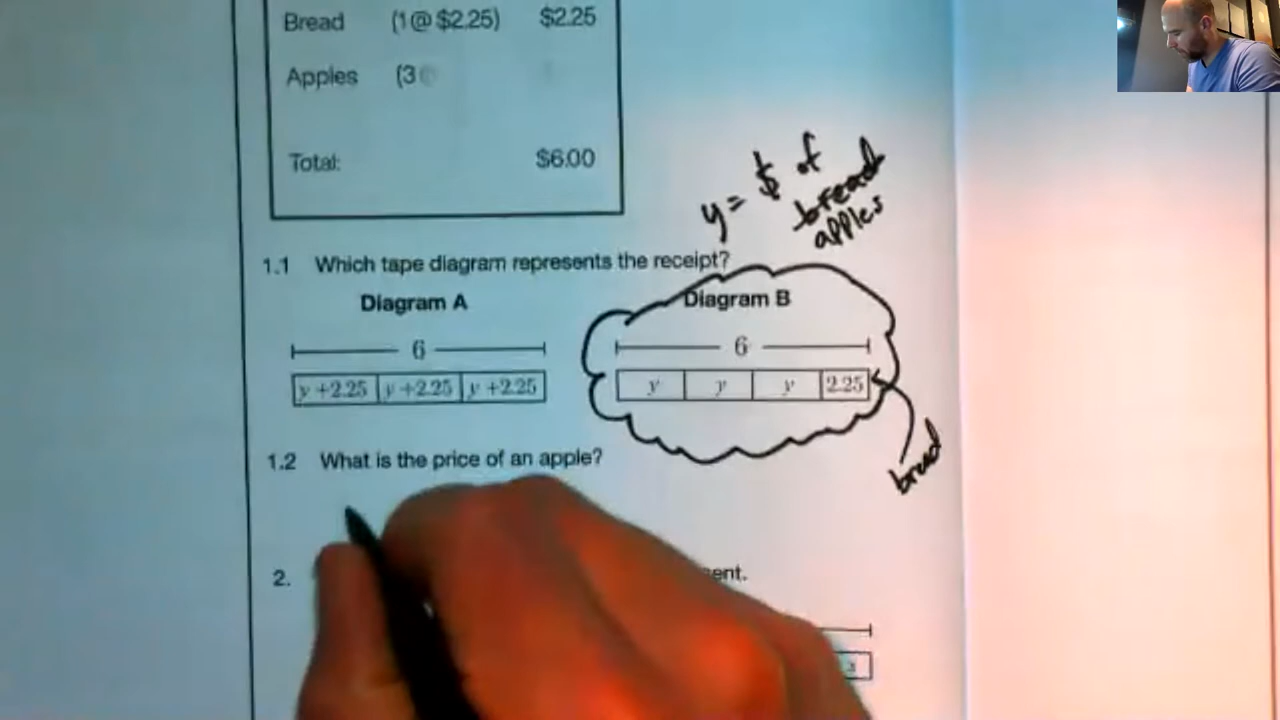 Bread (1@ $2.25) $2.25
Apples (3@
Total: $6.00
y = $ of
bread
apples
1.1 Which tape diagram represents the receipt?
Diagram A Diagram B
6 6
y +2.25 y +2.25 y +2.25 y y y 2.25
bread
1.2 What is the price of an apple?
2.
x